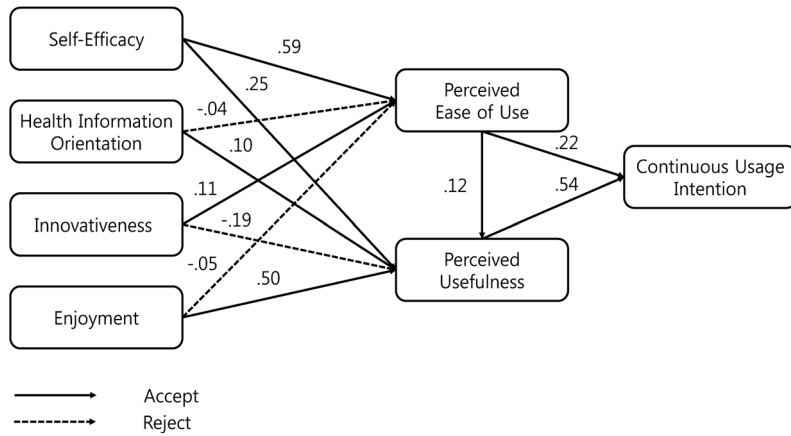 Self-Efficacy
.59
.25
Perceived
Ease of Use
Health Information
Orientation
-.04
.10
.22
Continuous Usage
Intention
.11
.12
.54
Innovativeness
-.19
-.05
Perceived
Usefulness
.50
Enjoyment
Accept
Reject